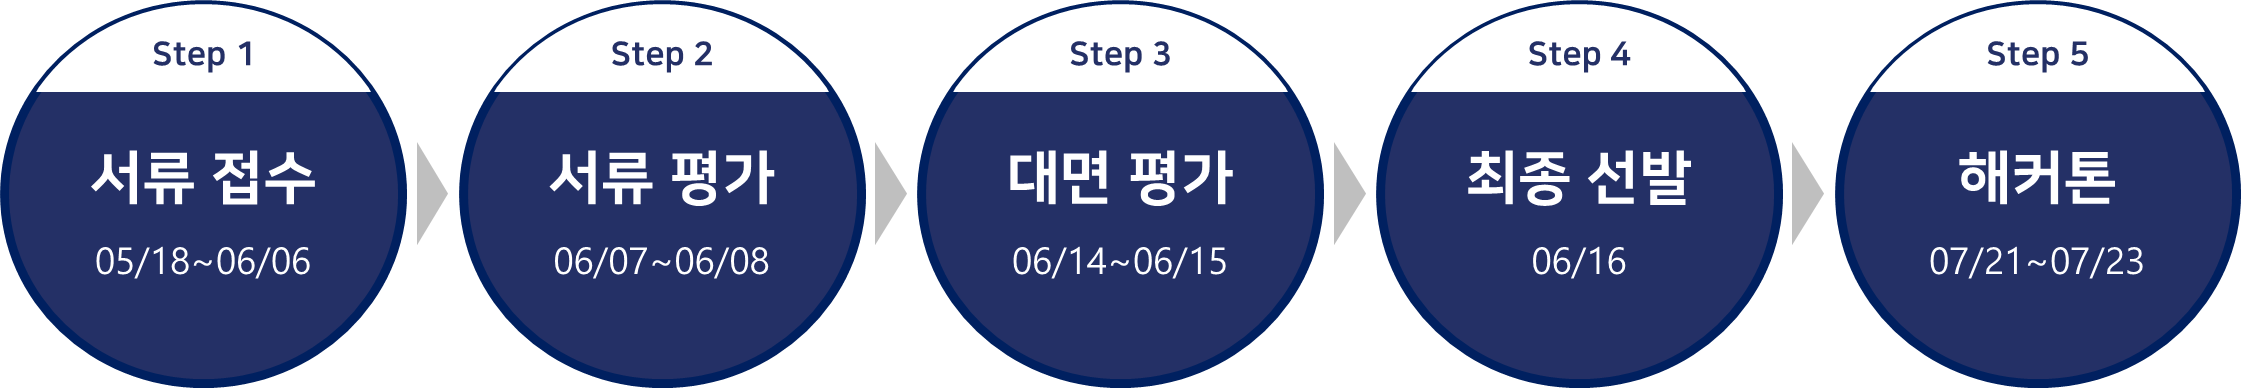 Step 1
서류 접수
05/18~06/06
Step 2
서류 평가
06/07~06/08
Step 3
대면 평가
06/14~06/15
Step 4
최종 선발
06/16
Step 5
해커톤
07/21~07/23